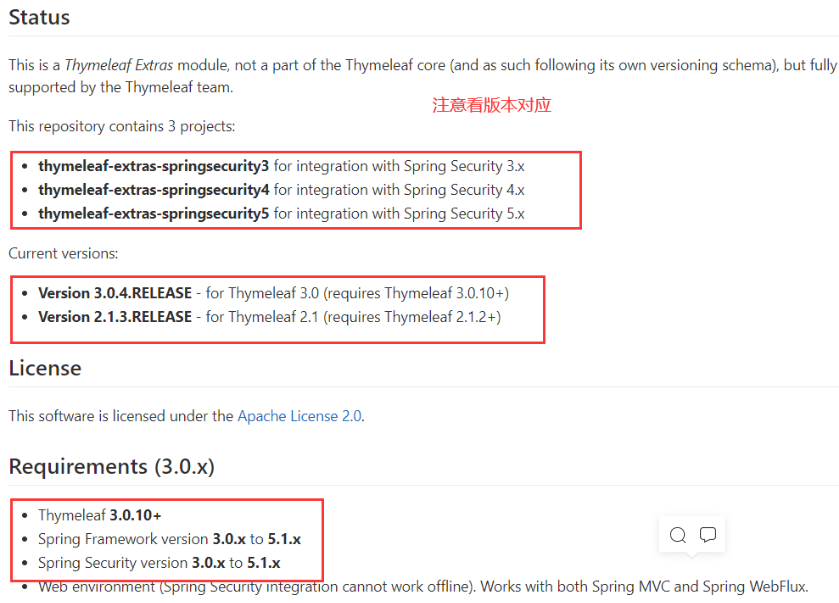 Status
This is a Thymeleaf Extras module, not a part of the Thymeleaf core (and as such following its own versioning schema), but fully
supported by the Thymeleaf team.
注意看版本对应
This repository contains 3 projects:
• thymeleaf-extras-springsecurity3 for integration with Spring Security 3.x
• thymeleaf-extras-springsecurity4 for integration with Spring Security 4.x
• thymeleaf-extras-springsecurity5 for integration with Spring Security 5.x
Current versions:
• Version 3.0.4.RELEASE - for Thymeleaf 3.0 (requires Thymeleaf 3.0.10+)
• Version 2.1.3.RELEASE - for Thymeleaf 2.1 (requires Thymeleaf 2.1.2+)
License
This software is licensed under the Apache License 2.0.
Requirements (3.0.x)
• Thymeleaf 3.0.10+
• Spring Framework version 3.0.x to 5.1.x
• Spring Security version 3.0.x to 5.1.x
• Web environment (Spring Security integration cannot work offline). Works with both Spring MVC and Spring WebFlux.